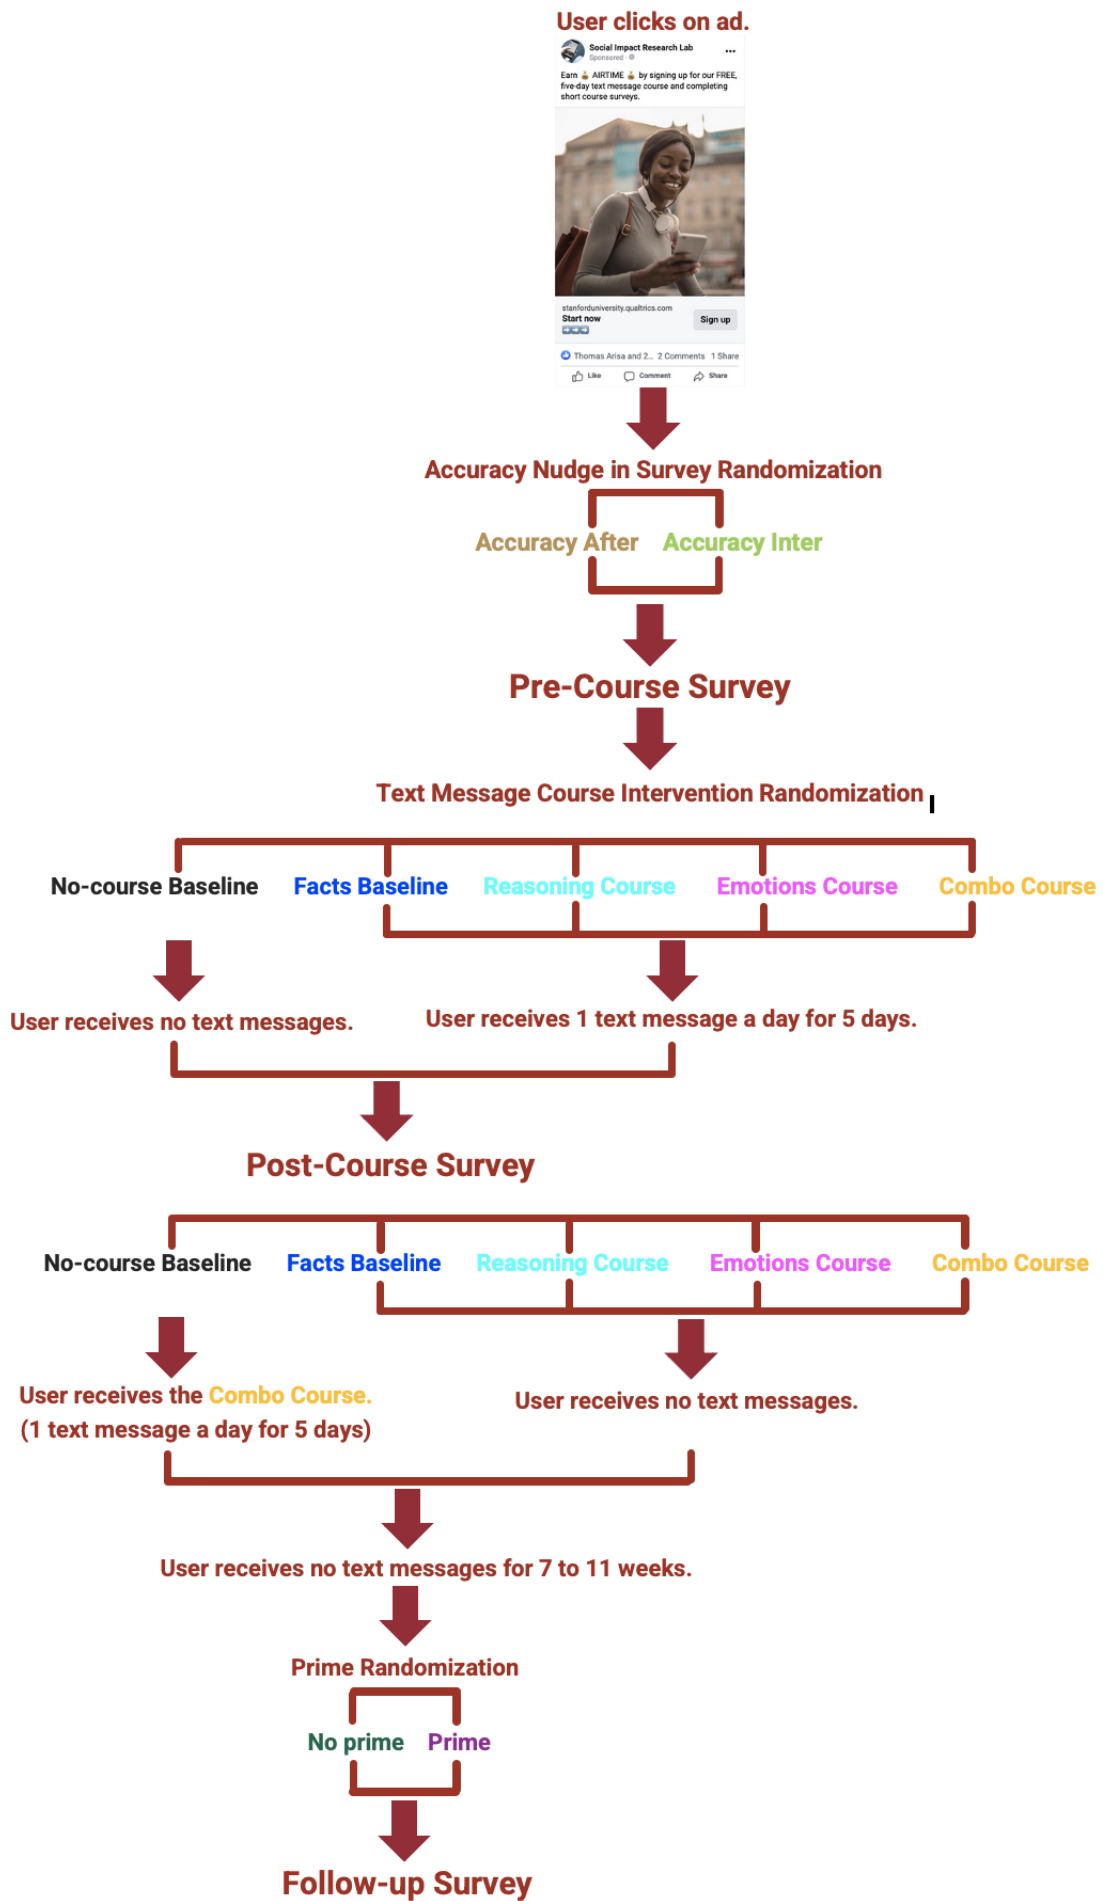 User clicks on ad.
Social Impact Research Lab
Sponsored ·
Earn 💰 AIRTIME 💰 by signing up for our FREE,
five-day text message course and completing
short course surveys.
stanforduniversity.qualtrics.com
Start now
Sign up
Thomas Arisa and 2... 2 Comments 1 Share
Like Comment Share
Accuracy Nudge in Survey Randomization
Accuracy After Accuracy Inter
Pre-Course Survey
Text Message Course Intervention Randomization
No-course Baseline Facts Baseline Reasoning Course Emotions Course Combo Course
User receives no text messages. User receives 1 text message a day for 5 days.
Post-Course Survey
No-course Baseline Facts Baseline Reasoning Course Emotions Course Combo Course
User receives the Combo Course.
(1 text message a day for 5 days)
User receives no text messages.
User receives no text messages for 7 to 11 weeks.
Prime Randomization
No prime Prime
Follow-up Survey